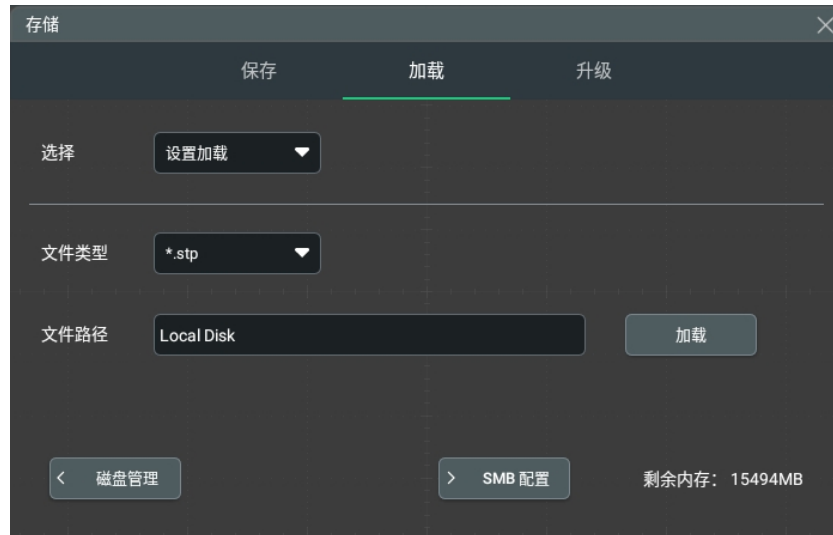 存储
保存 加载 升级
选择 设置加载
文件类型 *.stp
文件路径 Local Disk 加载
磁盘管理 SMB 配置 剩余内存： 15494MB